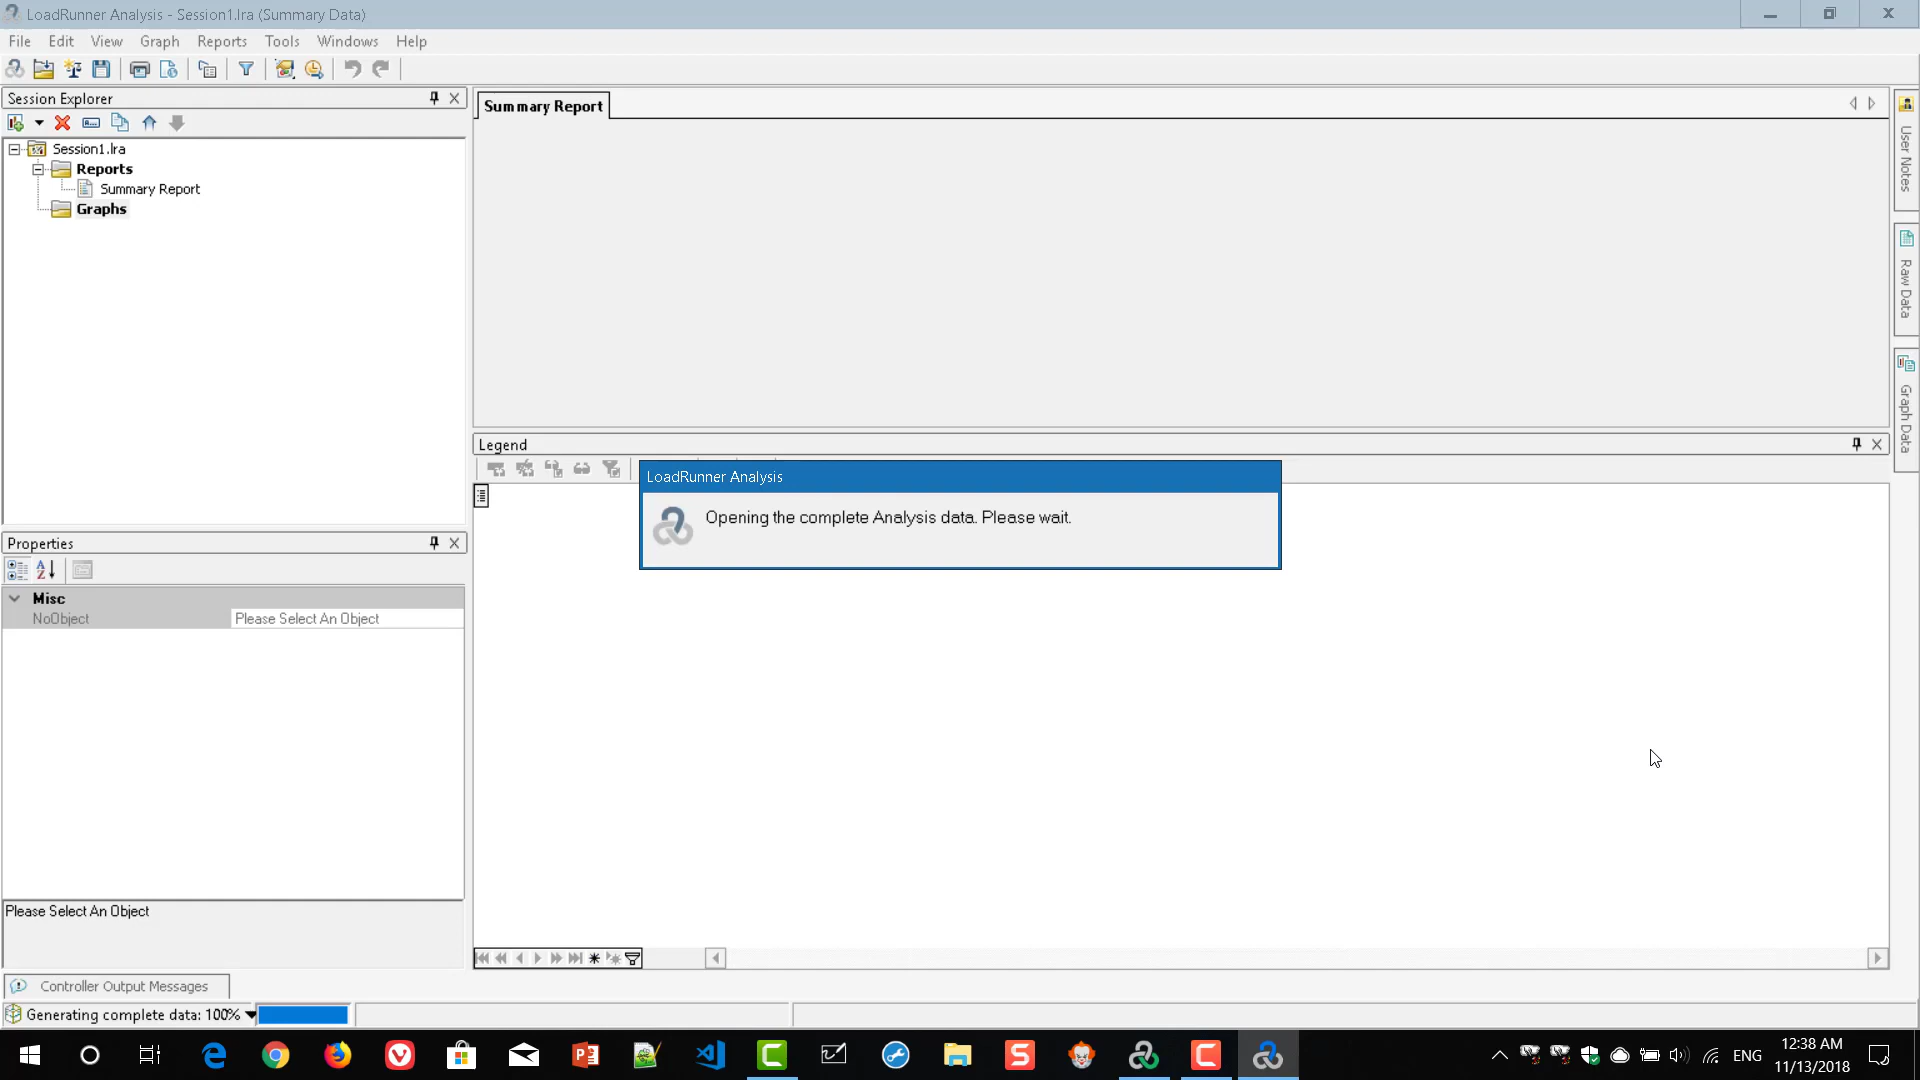 LoadRunner Analysis - Session1.lra (Summary Data)
File Edit View Graph Reports Tools Windows Help
Session Explorer
Session1.lra
Reports
Summary Report
Graphs
Summary Report
User Notes
Raw Data
Graph Data
Legend
LoadRunner Analysis
Opening the complete Analysis data. Please wait.
Properties
Misc
NoObject Please Select An Object
Please Select An Object
Controller Output Messages
Generating complete data: 100%
ENG
12:38 AM
11/13/2018